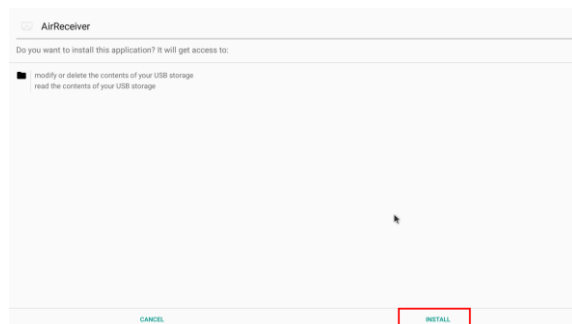 AirReceiver
Do you want to install this application? It will get access to:
modify or delete the contents of your USB storage
read the contents of your USB storage
CANCEL
INSTALL